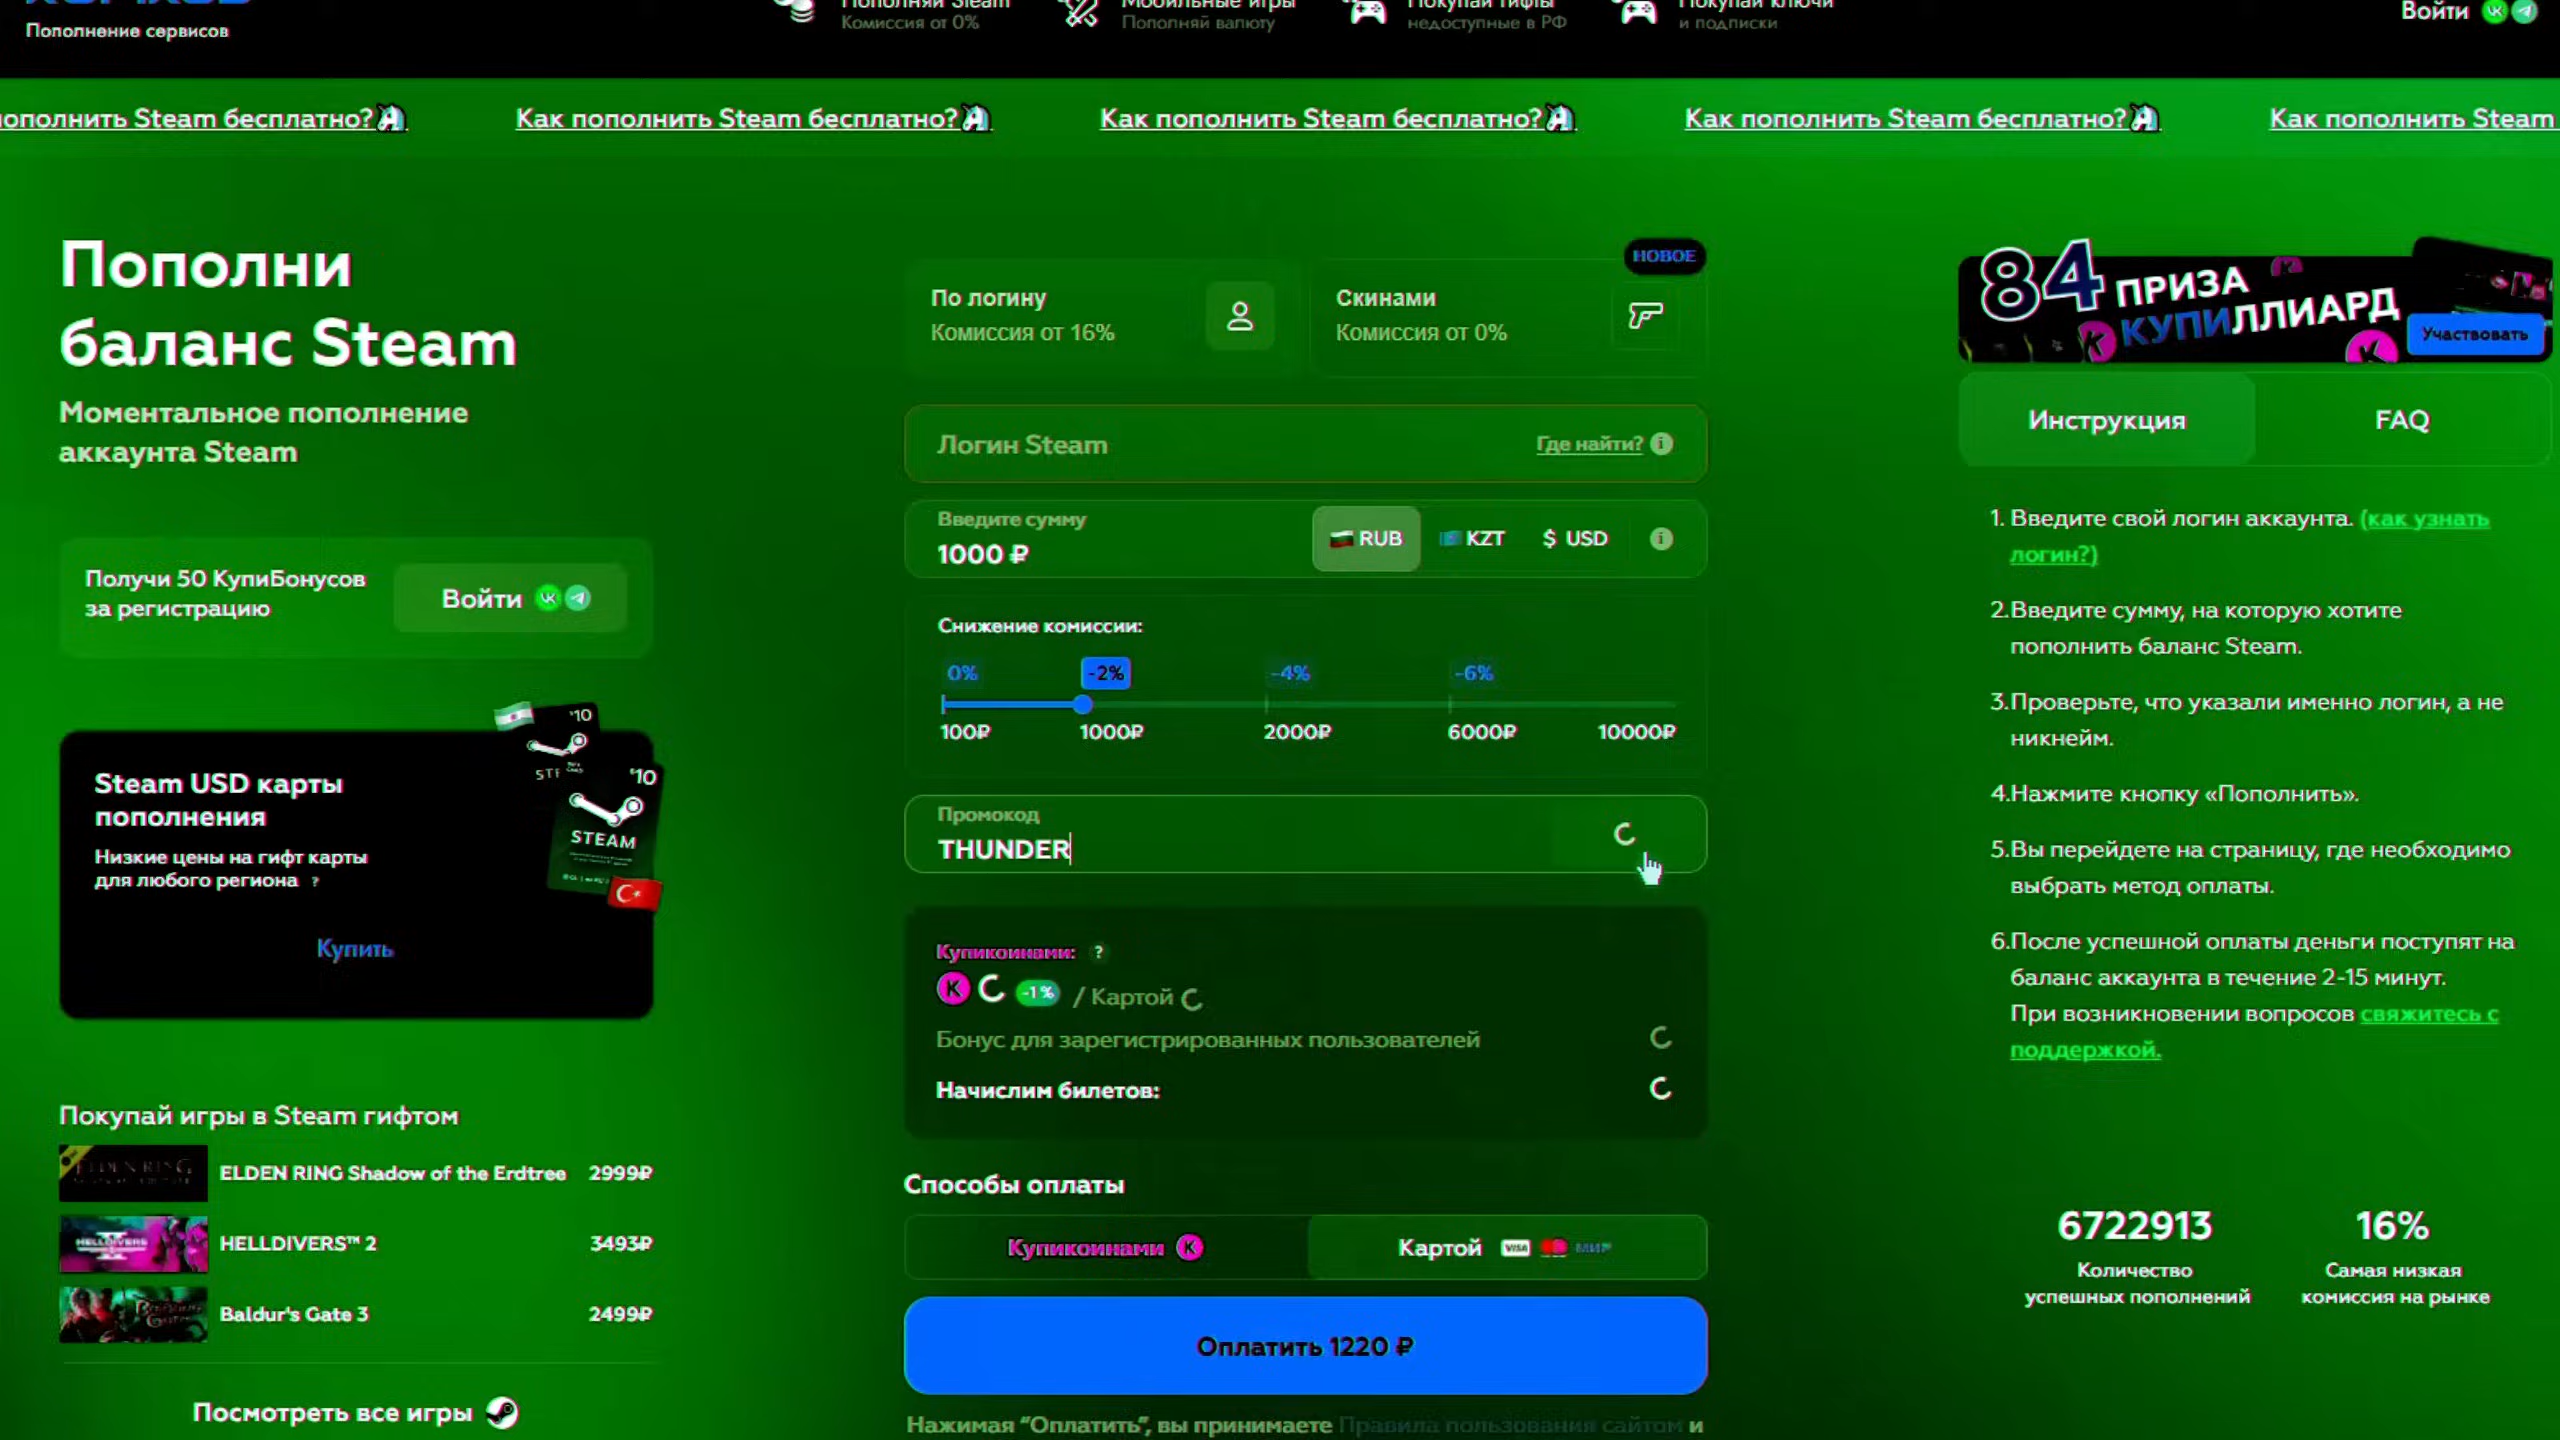 Пополнение сервисов
Пополняй Steam
Комиссия от 0%
Мобильные игры
Пополняй валюту
Покупай гифты
недоступные в РФ
Покупай ключи
и подписки
Войти
пополнить Steam бесплатно?
Как пополнить Steam бесплатно?
Как пополнить Steam бесплатно?
Как пополнить Steam бесплатно?
Как пополнить Steam
Пополни
баланс Steam
Моментальное пополнение
аккаунта Steam
Получи 50 КупиБонусов
за регистрацию
Войти
Steam USD карты
пополнения
Низкие цены на гифт карты
для любого региона ?
Купить
10
10
STEAM
Покупай игры в Steam гифтом
ELDEN RING Shadow of the Erdtree 2999₽
HELLDIVERS™ 2 3493₽
Baldur's Gate 3 2499₽
Посмотреть все игры
НОВОЕ
По логину
Комиссия от 16%
Скинами
Комиссия от 0%
Логин Steam
Где найти?
Введите сумму
1000 ₽
RUB KZT $ USD
Снижение комиссии:
0% -2% -4% -6%
100₽ 1000₽ 2000₽ 6000₽ 10000₽
Промокод
THUNDER
Купикоинами: ?
K -1% / Картой
Бонус для зарегистрированных пользователей
Начислим билетов:
Способы оплаты
Купикоинами K
Картой VISA МИР
Оплатить 1220 ₽
Нажимая “Оплатить”, вы принимаете Правила пользования сайтом и
84 ПРИЗА
КУПИЛЛИАРД
Участвовать
Инструкция
FAQ
1. Введите свой логин аккаунта. (как узнать
логин?)
2.Введите сумму, на которую хотите
пополнить баланс Steam.
3.Проверьте, что указали именно логин, а не
никнейм.
4.Нажмите кнопку «Пополнить».
5.Вы перейдете на страницу, где необходимо
выбрать метод оплаты.
6.После успешной оплаты деньги поступят на
баланс аккаунта в течение 2-15 минут.
При возникновении вопросов свяжитесь с
поддержкой.
6722913
Количество
успешных пополнений
16%
Самая низкая
комиссия на рынке